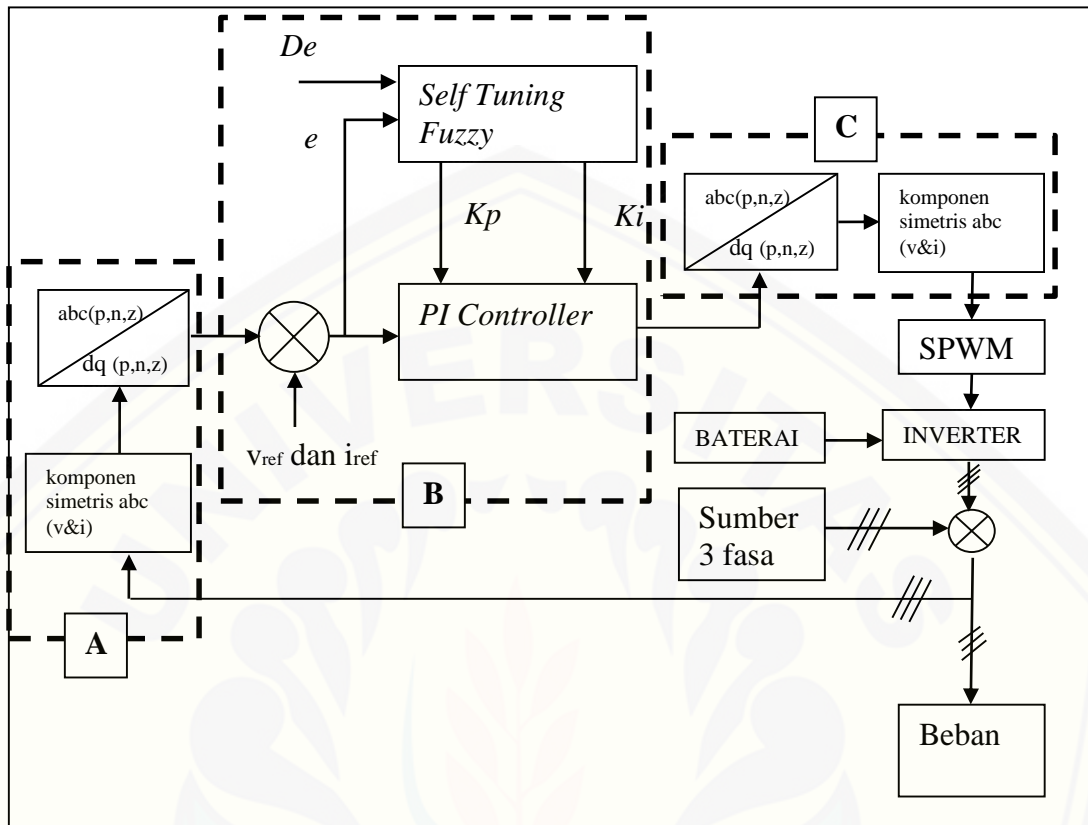 De
Self Tuning
Fuzzy
e
Kp
Ki
C
abc(p,n,z)
dq (p,n,z)
komponen
simetris abc
(v&i)
abc(p,n,z)
dq (p,n,z)
PI Controller
SPWM
vref dan iref
BATERAI
INVERTER
komponen
simetris abc
(v&i)
B
Sumber
3 fasa
A
Beban
UNIVERSITAS